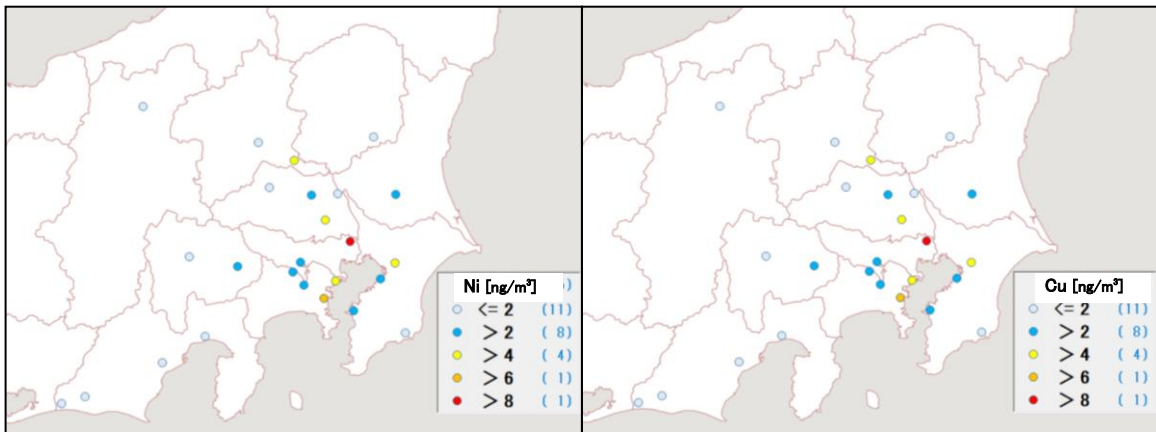 Ni [ng/m³]
<= 2 (11)
> 2 ( 8)
> 4 ( 4)
> 6 ( 1)
> 8 ( 1)
Cu [ng/m³]
<= 2 (11)
> 2 ( 8)
> 4 ( 4)
> 6 ( 1)
> 8 ( 1)